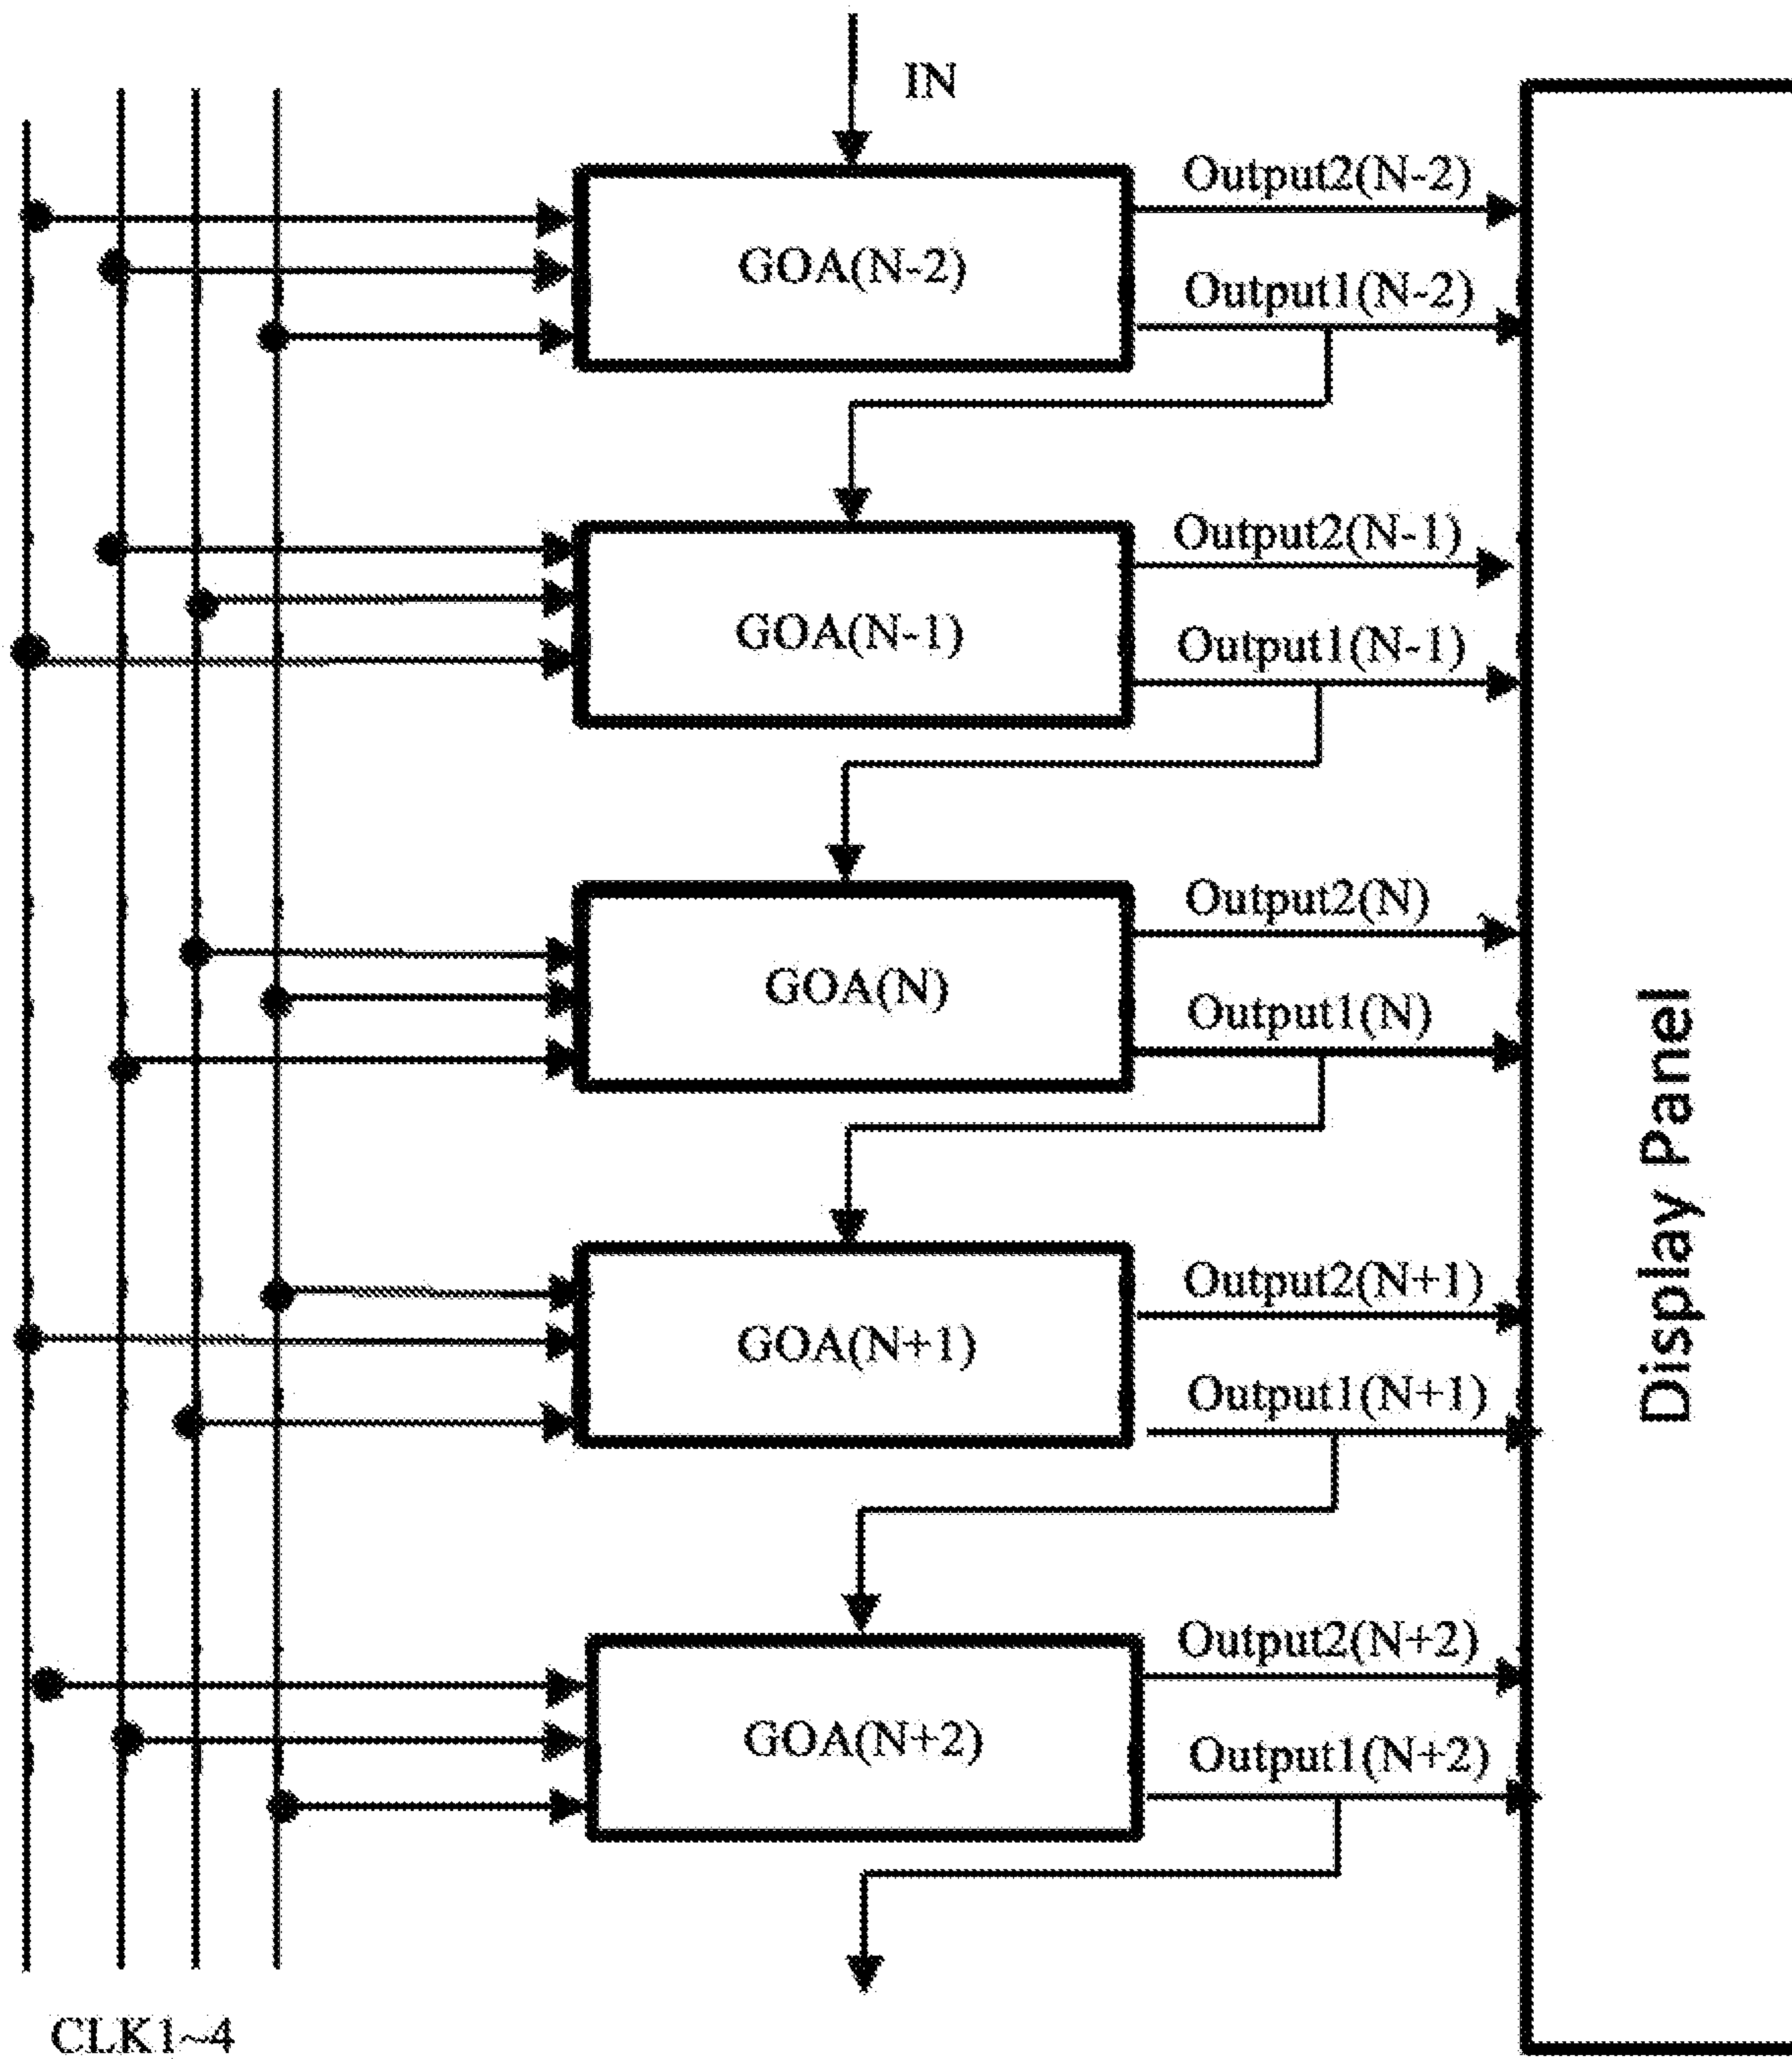 IN
Output2(N-2)
GOA(N-2)
Output1(N-2)
Output2(N-1)
GOA(N-1)
Output1(N-1)
Output2(N)
GOA(N)
Output1(N)
Display Panel
Output2(N+1)
GOA(N+1)
Output1(N+1)
Output2(N+2)
GOA(N+2)
Output1(N+2)
CLK1~4